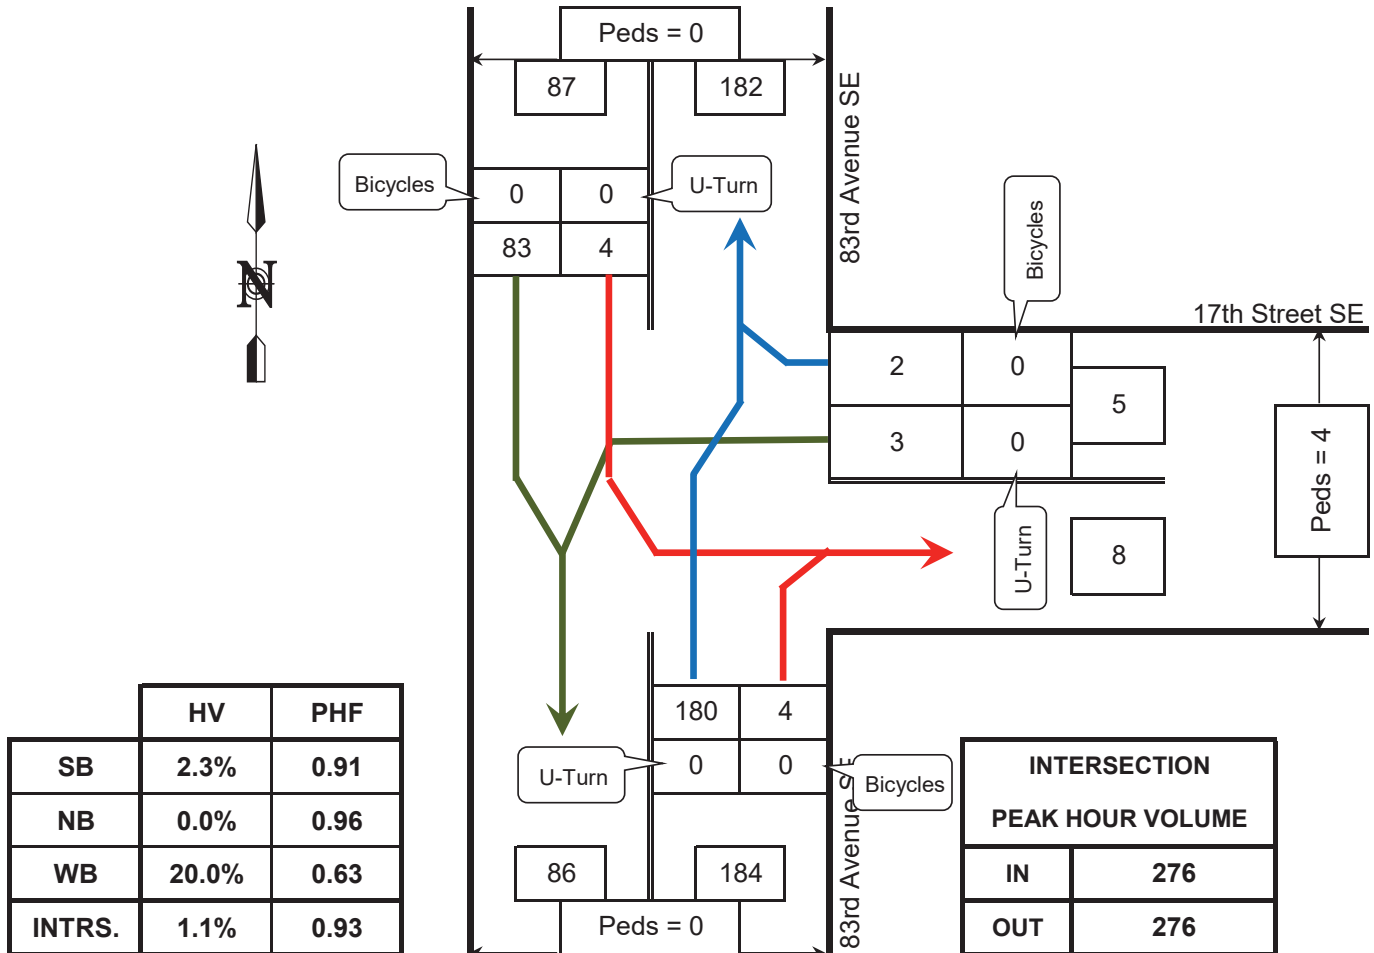 Peds = 0
87 182
83rd Avenue SE
Bicycles 0 0 U-Turn
83 4
N
Bicycles
17th Street SE
2 0
5
3 0
Peds = 4
U-Turn
8
180 4
U-Turn 0 0 Bicycles
83rd Avenue SE
86 184
Peds = 0
HV PHF
SB 2.3% 0.91
NB 0.0% 0.96
WB 20.0% 0.63
INTRS. 1.1% 0.93
INTERSECTION
PEAK HOUR VOLUME
IN 276
OUT 276